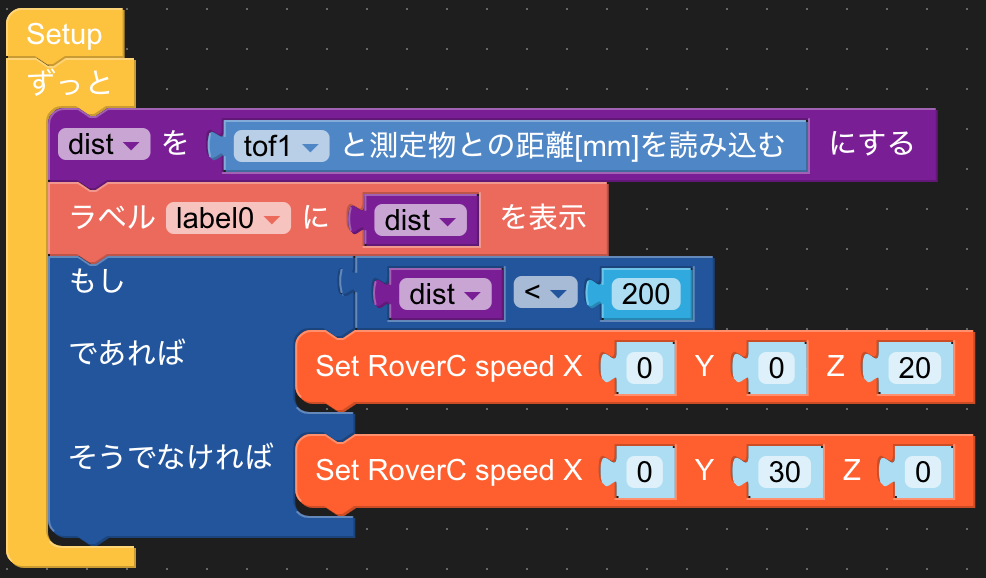 Setup
ずっと
dist を tof1 と測定物との距離[mm]を読み込む にする
ラベル label0 に dist を表示
もし dist < 200
であれば Set RoverC speed X 0 Y 0 Z 20
そうでなければ Set RoverC speed X 0 Y 30 Z 0